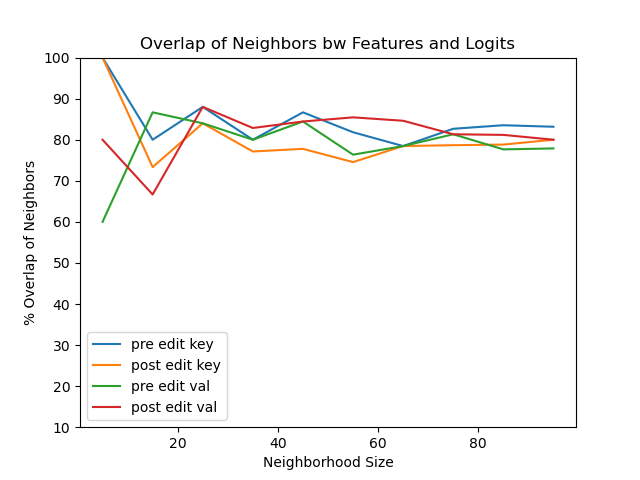 Overlap of Neighbors bw Features and Logits
% Overlap of Neighbors
100
90
80
70
60
50
40
30
20
10
pre edit key
post edit key
pre edit val
post edit val
20
40
60
80
Neighborhood Size